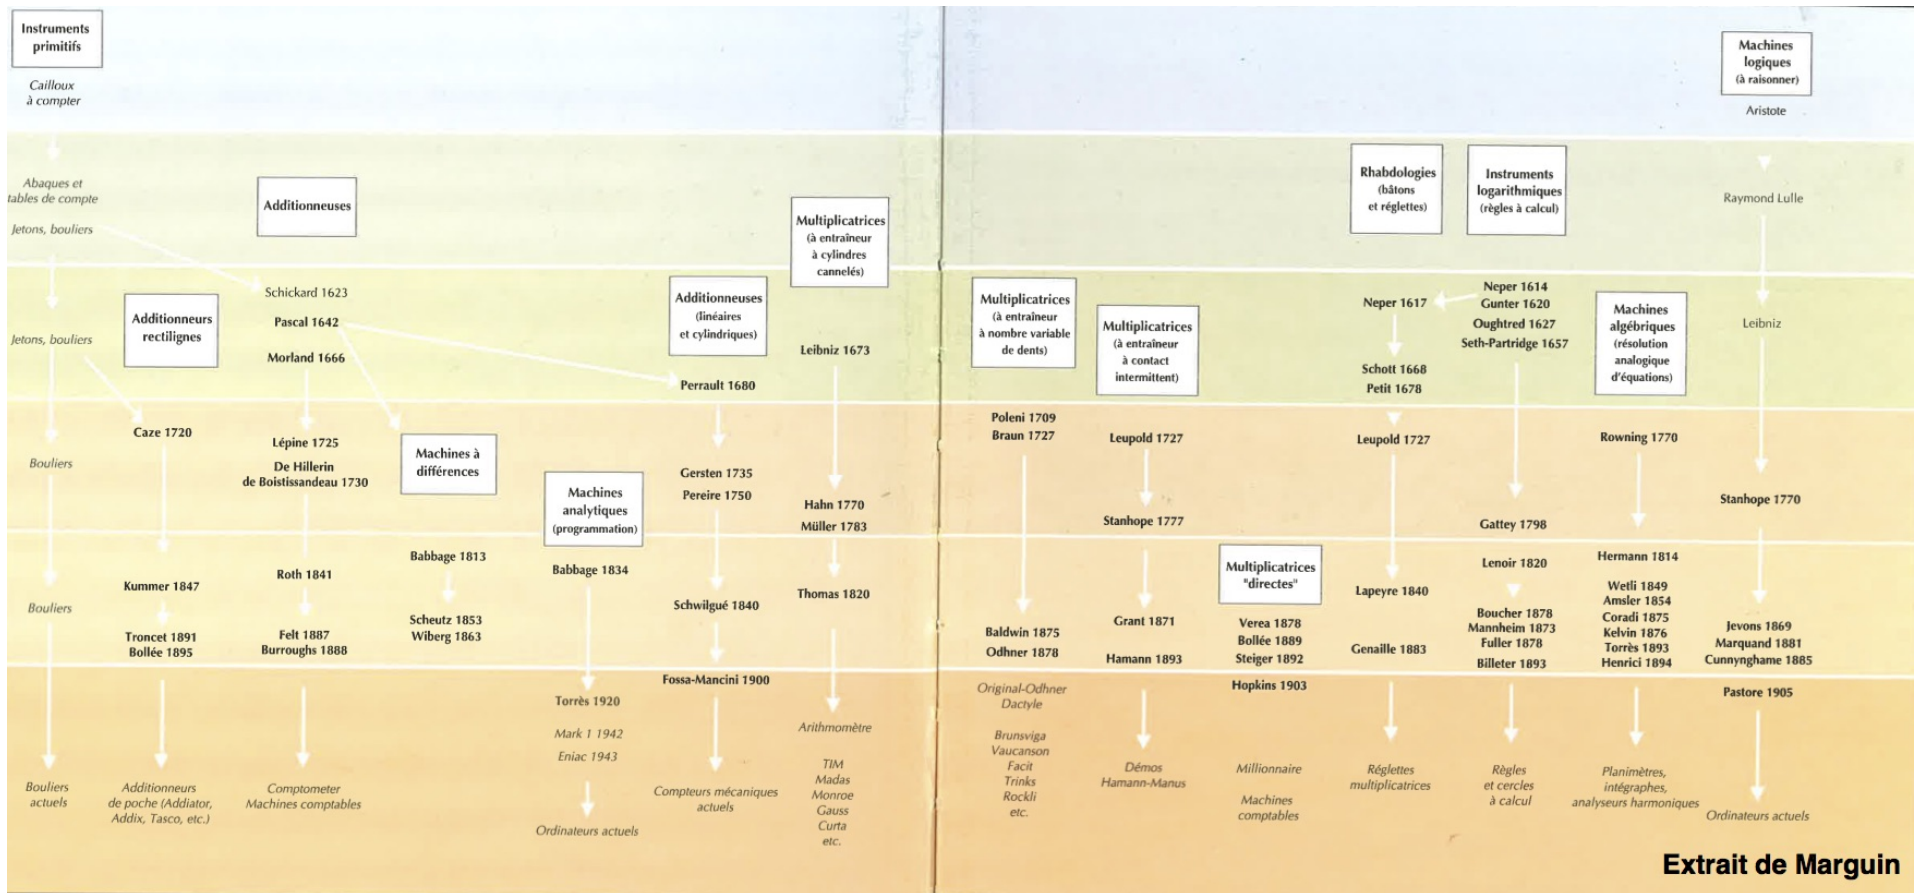 Instruments
primitifs
Cailloux
à compter
Abaques et
tables de compte
Jetons, bouliers
Jetons, bouliers
Bouliers
Bouliers
Bouliers
actuels
Additionneurs
rectilignes
Caze 1720
Kummer 1847
Troncet 1891
Bollée 1895
Additionneurs
de poche (Addiator,
Addix, Tasco, etc.)
Additionneuses
Schickard 1623
Pascal 1642
Morland 1666
Lépine 1725
De Hillerin
de Boistissandeau 1730
Roth 1841
Felt 1887
Burroughs 1888
Comptometer
Machines comptables
Machines à
différences
Babbage 1813
Scheutz 1853
Wiberg 1863
Machines
analytiques
(programmation)
Babbage 1834
Torrès 1920
Mark 1 1942
Eniac 1943
Ordinateurs actuels
Additionneuses
(linéaires
et cylindriques)
Perrault 1680
Gersten 1735
Pereire 1750
Schwilgué 1840
Fossa-Mancini 1900
Compteurs mécaniques
actuels
Multiplicatrices
(à entraîneur
à cylindres
cannelés)
Leibniz 1673
Hahn 1770
Müller 1783
Thomas 1820
Arithmomètre
TIM
Madas
Monroe
Gauss
Curta
etc.
Multiplicatrices
(à entraîneur
à nombre variable
de dents)
Poleni 1709
Braun 1727
Baldwin 1875
Odhner 1878
Original-Odhner
Dactyle
Brunsviga
Vaucanson
Facit
Trinks
Rockli
etc.
Multiplicatrices
(à entraîneur
à contact
intermittent)
Leupold 1727
Stanhope 1777
Grant 1871
Hamann 1893
Démos
Hamann-Manus
Multiplicatrices
"directes"
Verea 1878
Bollée 1889
Steiger 1892
Hopkins 1903
Millionnaire
Machines
comptables
Rhabdologies
(bâtons
et réglettes)
Neper 1617
Schott 1668
Petit 1678
Leupold 1727
Lapeyre 1840
Genaille 1883
Réglettes
multiplicatrices
Instruments
logarithmiques
(règles à calcul)
Neper 1614
Gunter 1620
Oughtred 1627
Seth-Partridge 1657
Gattey 1798
Lenoir 1820
Boucher 1878
Mannheim 1873
Fuller 1878
Billeter 1893
Règles
et cercles
à calcul
Machines
algébriques
(résolution
analogique
d'équations)
Rowning 1770
Hermann 1814
Wetli 1849
Amsler 1854
Coradi 1875
Kelvin 1876
Torrès 1893
Henrici 1894
Planimètres,
intégraphes,
analyseurs harmoniques
Machines
logiques
(à raisonner)
Aristote
Raymond Lulle
Leibniz
Stanhope 1770
Jevons 1869
Marquand 1881
Cunnynghame 1885
Pastore 1905
Ordinateurs actuels
Extrait de Marguin